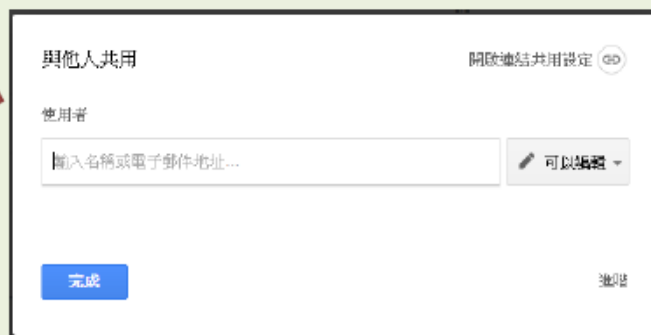 與他人共用
開啟連結共用設定
使用者
輸入名稱或電子郵件地址...
可以編輯
完成
進階